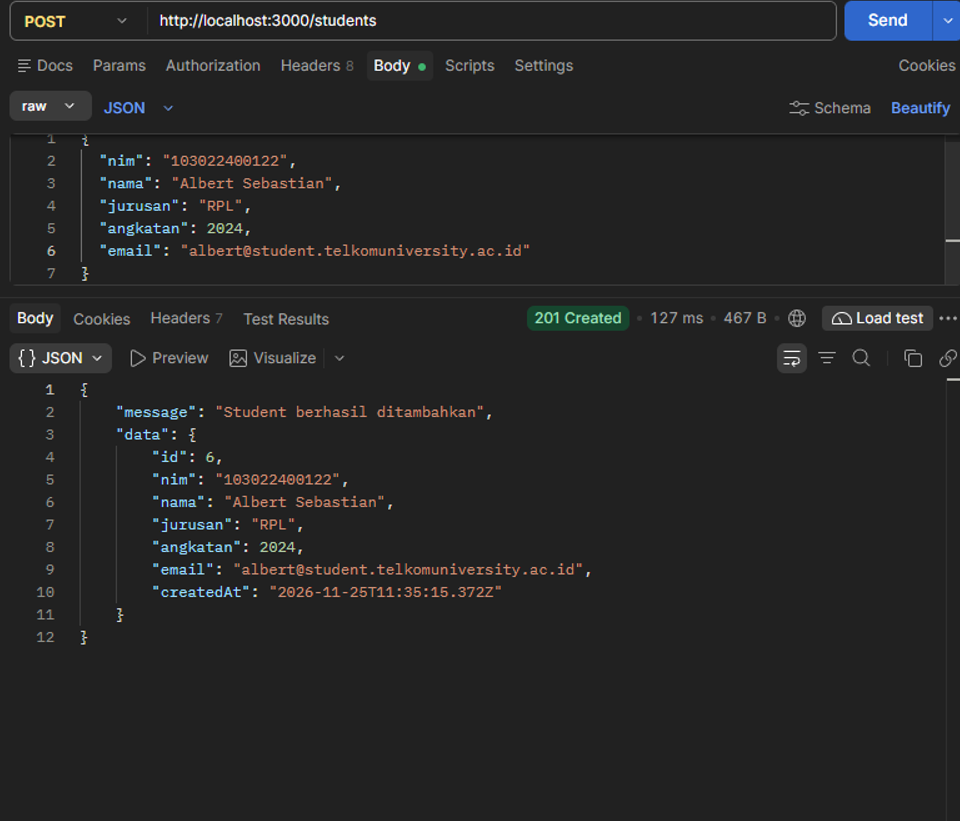 POST http://localhost:3000/students Send
Docs Params Authorization Headers 8 Body Scripts Settings Cookies
raw JSON Schema Beautify
1 {
2 "nim": "103022400122",
3 "nama": "Albert Sebastian",
4 "jurusan": "RPL",
5 "angkatan": 2024,
6 "email": "albert@student.telkomuniversity.ac.id"
7 }
Body Cookies Headers 7 Test Results 201 Created • 127 ms • 467 B • Load test
{} JSON Preview Visualize
1 {
2 "message": "Student berhasil ditambahkan",
3 "data": {
4 "id": 6,
5 "nim": "103022400122",
6 "nama": "Albert Sebastian",
7 "jurusan": "RPL",
8 "angkatan": 2024,
9 "email": "albert@student.telkomuniversity.ac.id",
10 "createdAt": "2026-11-25T11:35:15.372Z"
11 }
12 }